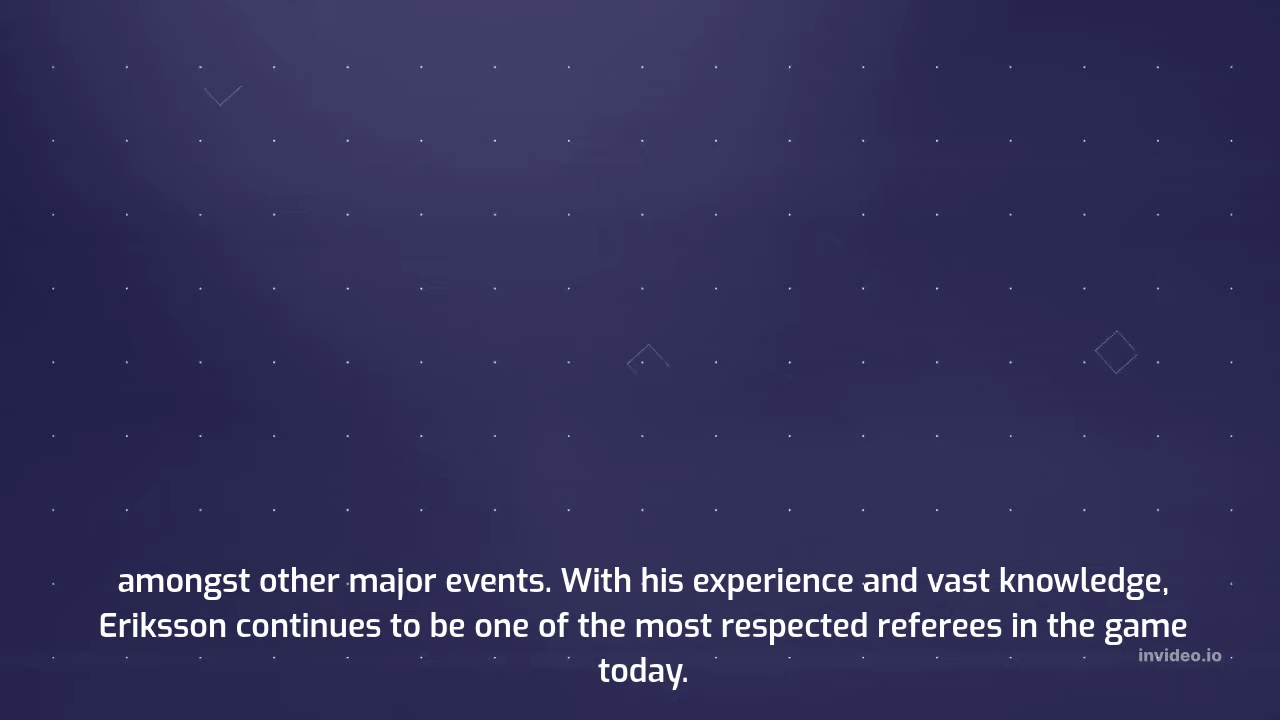 amongst other major events. With his experience and vast knowledge,
Eriksson continues to be one of the most respected referees in the game
today.
invideo.io